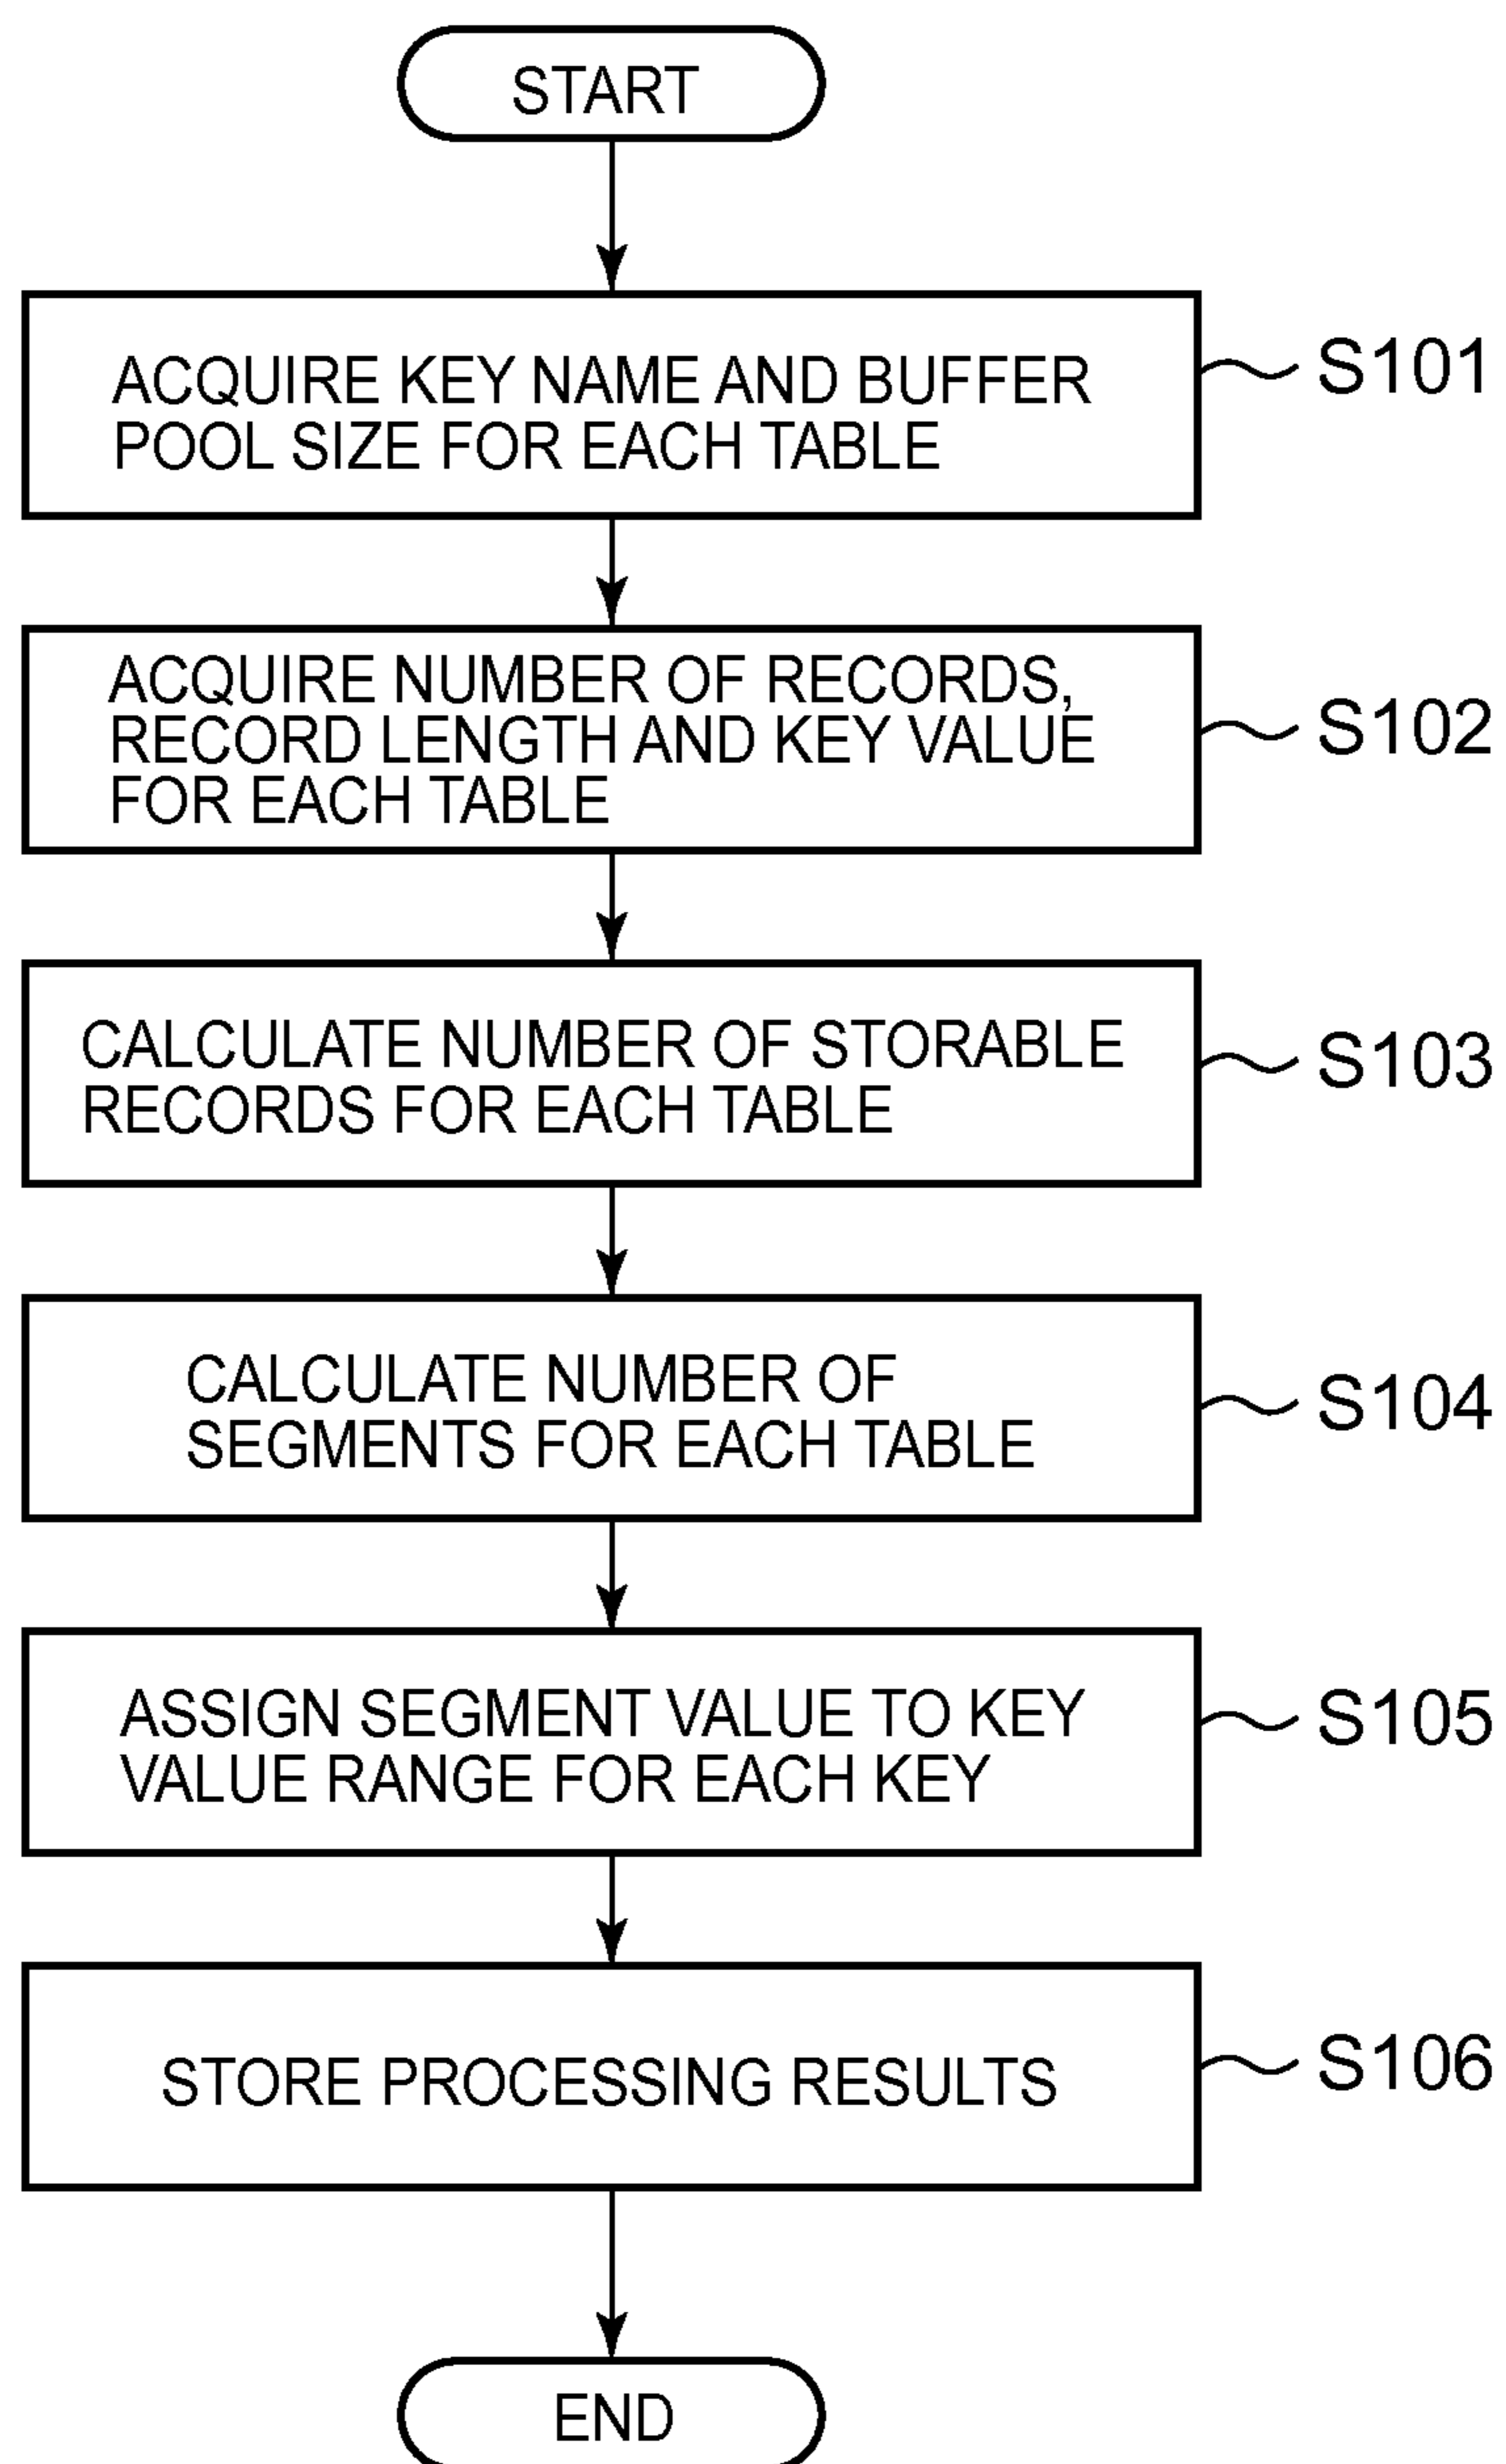 START
ACQUIRE KEY NAME AND BUFFER
POOL SIZE FOR EACH TABLE
S101
ACQUIRE NUMBER OF RECORDS,
RECORD LENGTH AND KEY VALUE
FOR EACH TABLE
S102
CALCULATE NUMBER OF STORABLE
RECORDS FOR EACH TABLE
S103
CALCULATE NUMBER OF
SEGMENTS FOR EACH TABLE
S104
ASSIGN SEGMENT VALUE TO KEY
VALUE RANGE FOR EACH KEY
S105
STORE PROCESSING RESULTS
S106
END